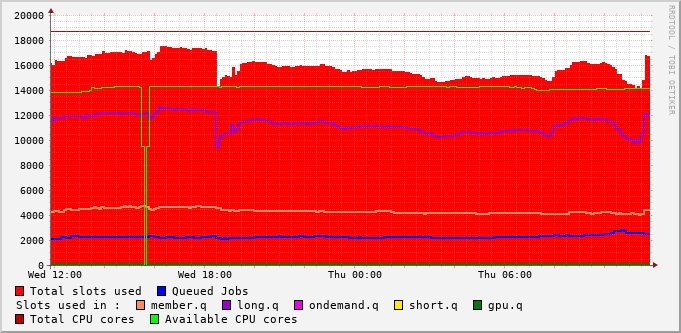 RRDTOOL / TOBI OETIKER
20000
18000
16000
14000
12000
10000
8000
6000
4000
2000
0
Wed 12:00 Wed 18:00 Thu 00:00 Thu 06:00
Total slots used Queued Jobs
Slots used in : member.q long.q ondemand.q short.q gpu.q
Total CPU cores Available CPU cores